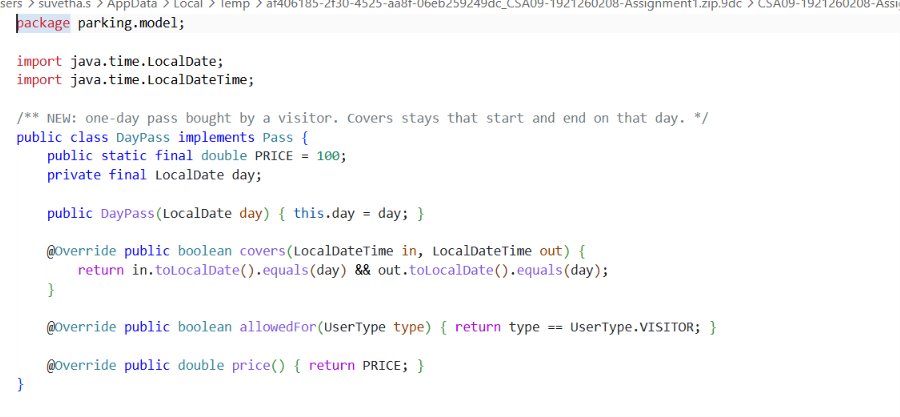 sers > suvetha.s > AppData > Local > Temp > af406185-2f30-4525-aa8f-06eb259249dc_CSA09-1921260208-Assignment1.zip.9dc > CSA09-1921260208-Assig
package parking.model;
import java.time.LocalDate;
import java.time.LocalDateTime;
/** NEW: one-day pass bought by a visitor. Covers stays that start and end on that day. */
public class DayPass implements Pass {
    public static final double PRICE = 100;
    private final LocalDate day;
    public DayPass(LocalDate day) { this.day = day; }
    @Override public boolean covers(LocalDateTime in, LocalDateTime out) {
        return in.toLocalDate().equals(day) && out.toLocalDate().equals(day);
    }
    @Override public boolean allowedFor(UserType type) { return type == UserType.VISITOR; }
    @Override public double price() { return PRICE; }
}